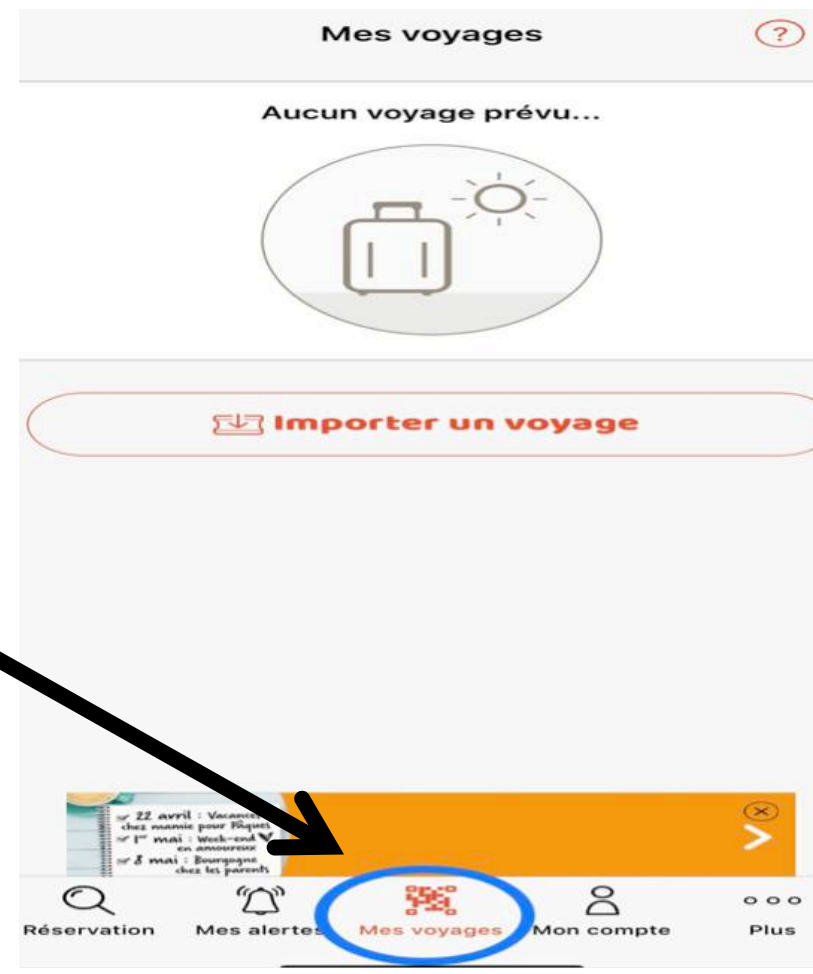 Mes voyages
?
Aucun voyage prévu...
Importer un voyage
22 avril : Vacances
chez mamie pour Pâques
1er mai : Week-end
en amoureux
8 mai : Bourgogne
chez les parents
Réservation Mes alertes Mes voyages Mon compte Plus